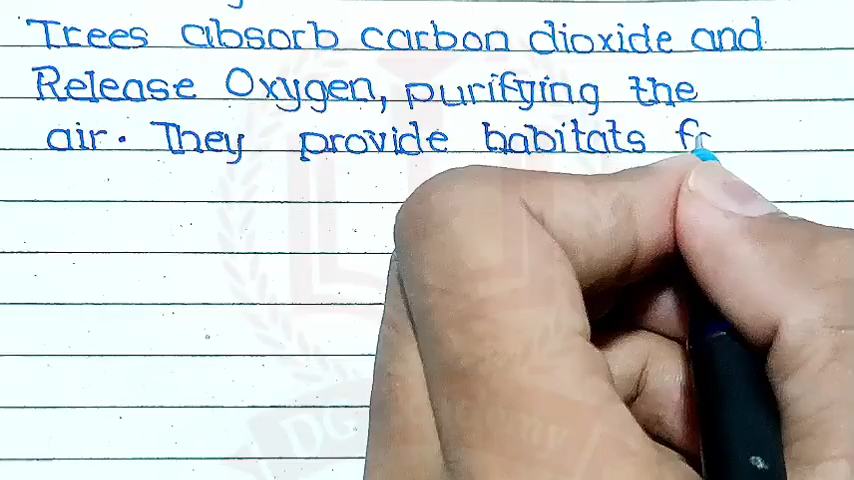 Trees absorb carbon dioxide and
Release Oxygen, purifying the
air. They provide habitats